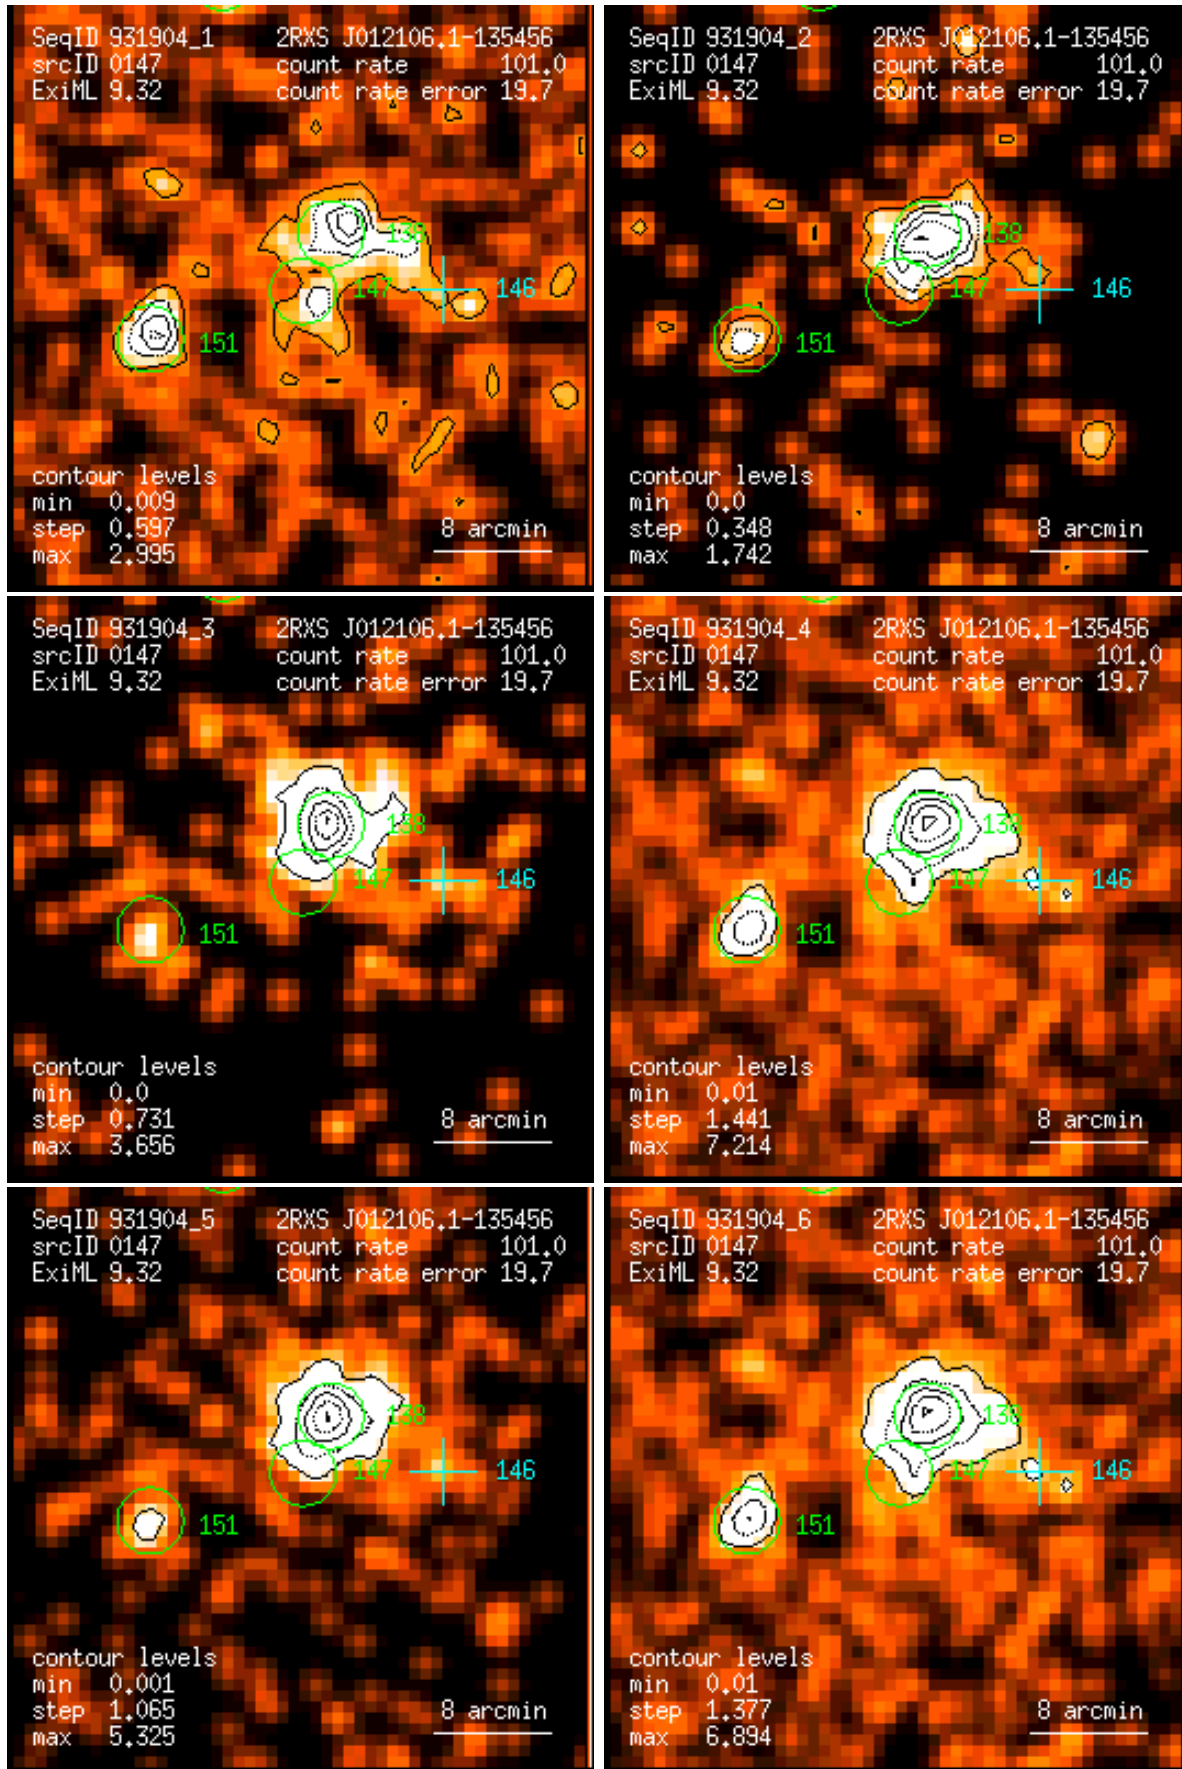 SeqID 931904_1 2RXS J012106.1-135456
srcID 0147 count rate 101.0
ExiML 9.32 count rate error 19.7
138
147 146
151
contour levels
min 0.009
step 0.597 8 arcmin
max 2.995
SeqID 931904_2 2RXS J012106.1-135456
srcID 0147 count rate 101.0
ExiML 9.32 count rate error 19.7
138
147 146
151
contour levels
min 0.0
step 0.348 8 arcmin
max 1.742
SeqID 931904_3 2RXS J012106.1-135456
srcID 0147 count rate 101.0
ExiML 9.32 count rate error 19.7
138
147 146
151
contour levels
min 0.0
step 0.731 8 arcmin
max 3.656
SeqID 931904_4 2RXS J012106.1-135456
srcID 0147 count rate 101.0
ExiML 9.32 count rate error 19.7
138
147 146
151
contour levels
min 0.01
step 1.441 8 arcmin
max 7.214
SeqID 931904_5 2RXS J012106.1-135456
srcID 0147 count rate 101.0
ExiML 9.32 count rate error 19.7
138
147 146
151
contour levels
min 0.001
step 1.065 8 arcmin
max 5.325
SeqID 931904_6 2RXS J012106.1-135456
srcID 0147 count rate 101.0
ExiML 9.32 count rate error 19.7
138
147 146
151
contour levels
min 0.01
step 1.377 8 arcmin
max 6.894